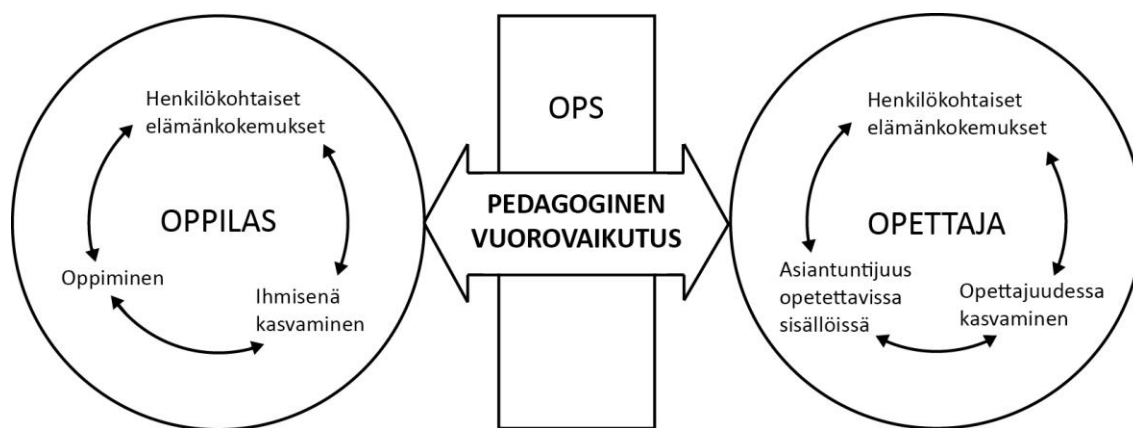 Henkilökohtaiset
elämänkokemukset
OPPILAS
Oppiminen
Ihmisenä
kasvaminen
OPS
PEDAGOGINEN
VUOROVAIKUTUS
Henkilökohtaiset
elämänkokemukset
OPETTAJA
Asiantuntijuus
opetettavissa
sisällöissä
Opettajuudessa
kasvaminen